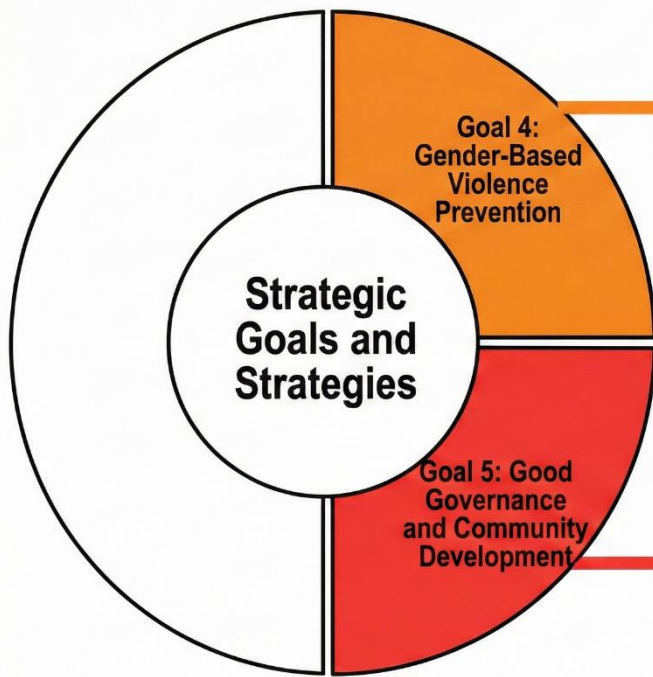 Goal 4:
Gender-Based
Violence
Prevention
Strategic
Goals and
Strategies
Goal 5: Good
Governance
and Community
Development